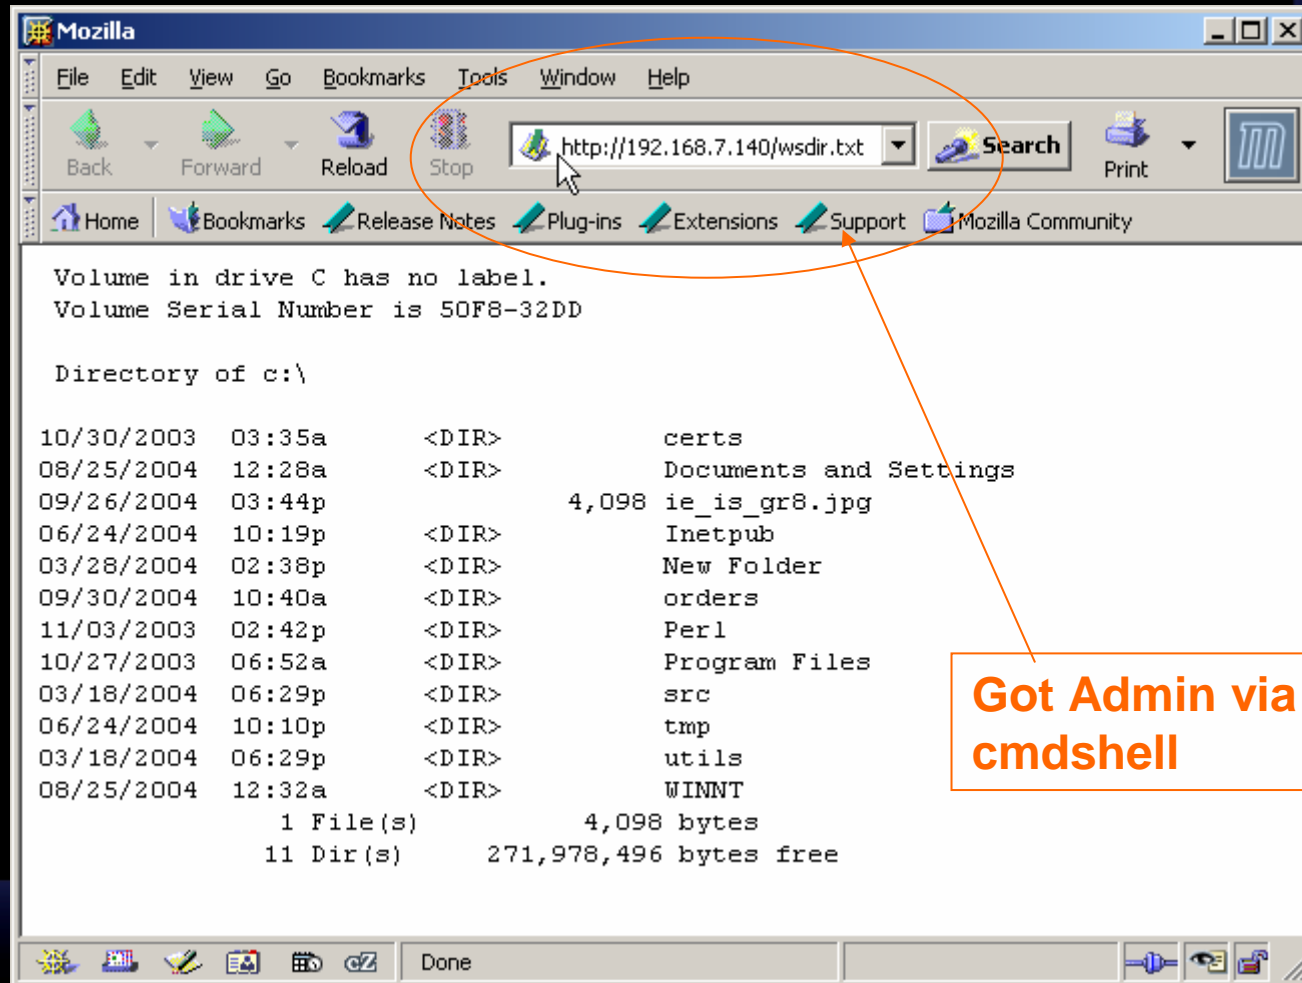 Mozilla
File Edit View Go Bookmarks Tools Window Help
Back Forward Reload Stop http://192.168.7.140/wsdir.txt Search Print
Home Bookmarks Release Notes Plug-ins Extensions Support Mozilla Community
Volume in drive C has no label.
Volume Serial Number is 50F8-32DD
Directory of c:\
10/30/2003 03:35a <DIR> certs
08/25/2004 12:28a <DIR> Documents and Settings
09/26/2004 03:44p 4,098 ie_is_gr8.jpg
06/24/2004 10:19p <DIR> Inetpub
03/28/2004 02:38p <DIR> New Folder
09/30/2004 10:40a <DIR> orders
11/03/2003 02:42p <DIR> Perl
10/27/2003 06:52a <DIR> Program Files
03/18/2004 06:29p <DIR> src
06/24/2004 10:10p <DIR> tmp
03/18/2004 06:29p <DIR> utils
08/25/2004 12:32a <DIR> WINNT
1 File(s) 4,098 bytes
11 Dir(s) 271,978,496 bytes free
Got Admin via
cmdshell
Done